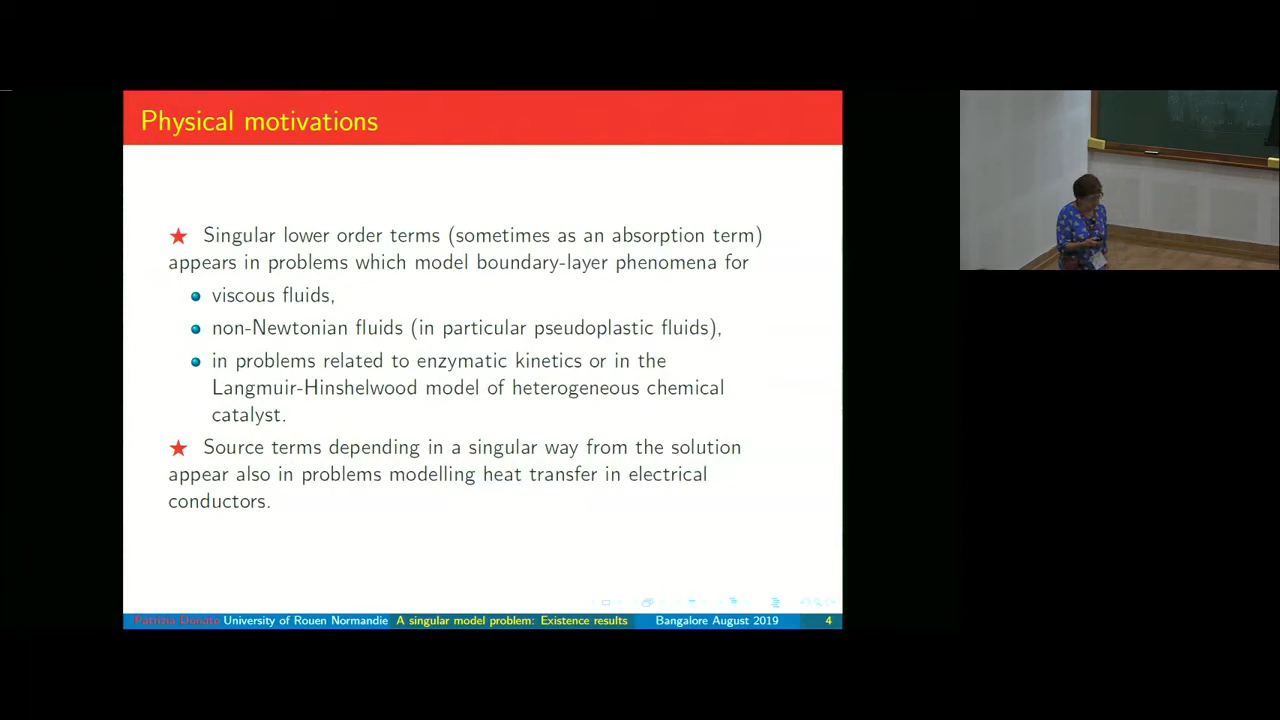 Physical motivations
Singular lower order terms (sometimes as an absorption term)
appears in problems which model boundary-layer phenomena for
viscous fluids,
non-Newtonian fluids (in particular pseudoplastic fluids),
in problems related to enzymatic kinetics or in the
Langmuir-Hinshelwood model of heterogeneous chemical
catalyst.
Source terms depending in a singular way from the solution
appear also in problems modelling heat transfer in electrical
conductors.
Patrizia Donato University of Rouen Normandie A singular model problem: Existence results Bangalore August 2019 4